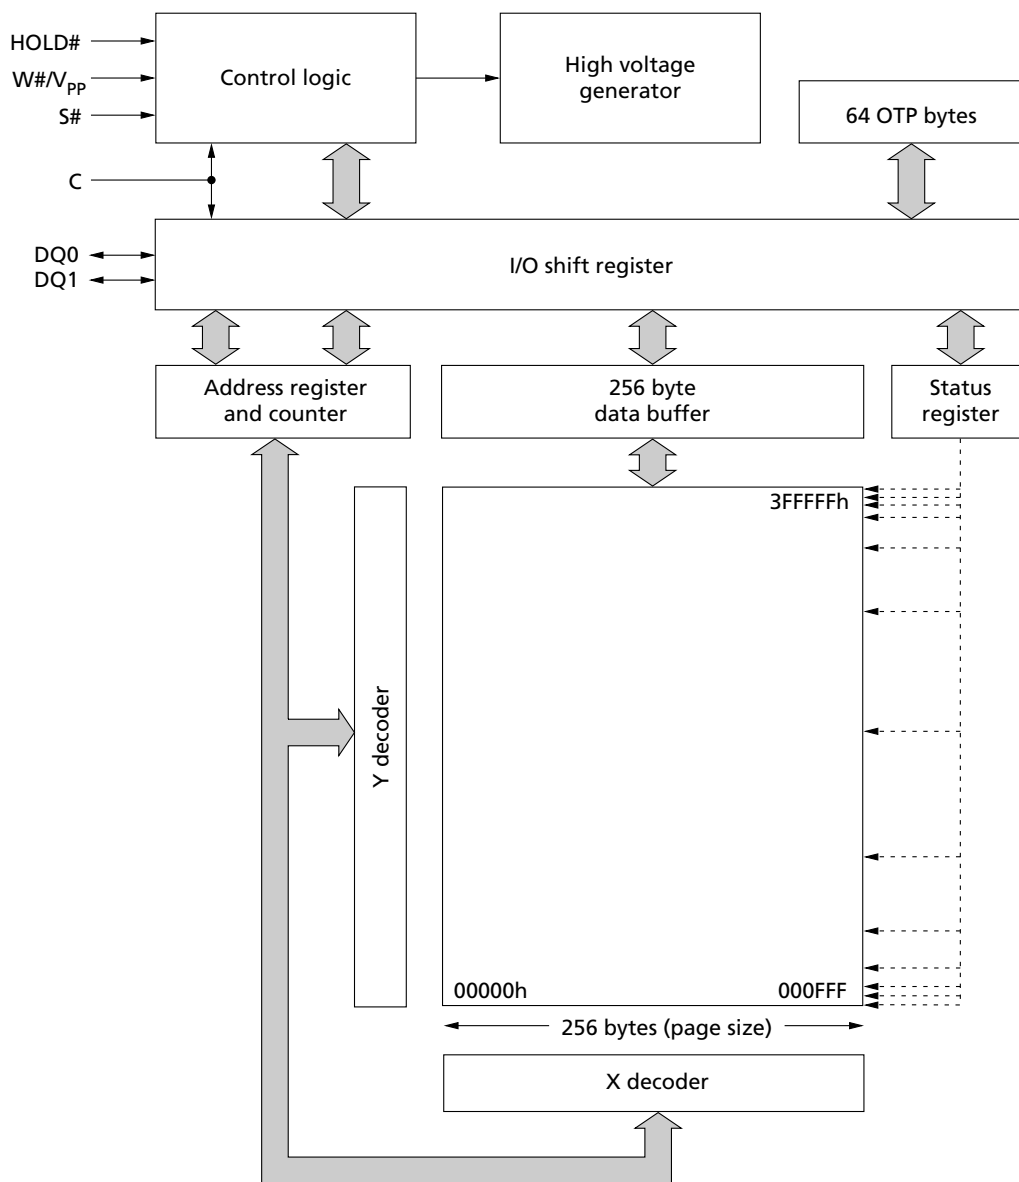 HOLD#
W#/VPP
S#
C
Control logic
High voltage
generator
64 OTP bytes
DQ0
DQ1
I/O shift register
Address register
and counter
256 byte
data buffer
Status
register
3FFFFFh
Y decoder
00000h
000FFF
256 bytes (page size)
X decoder